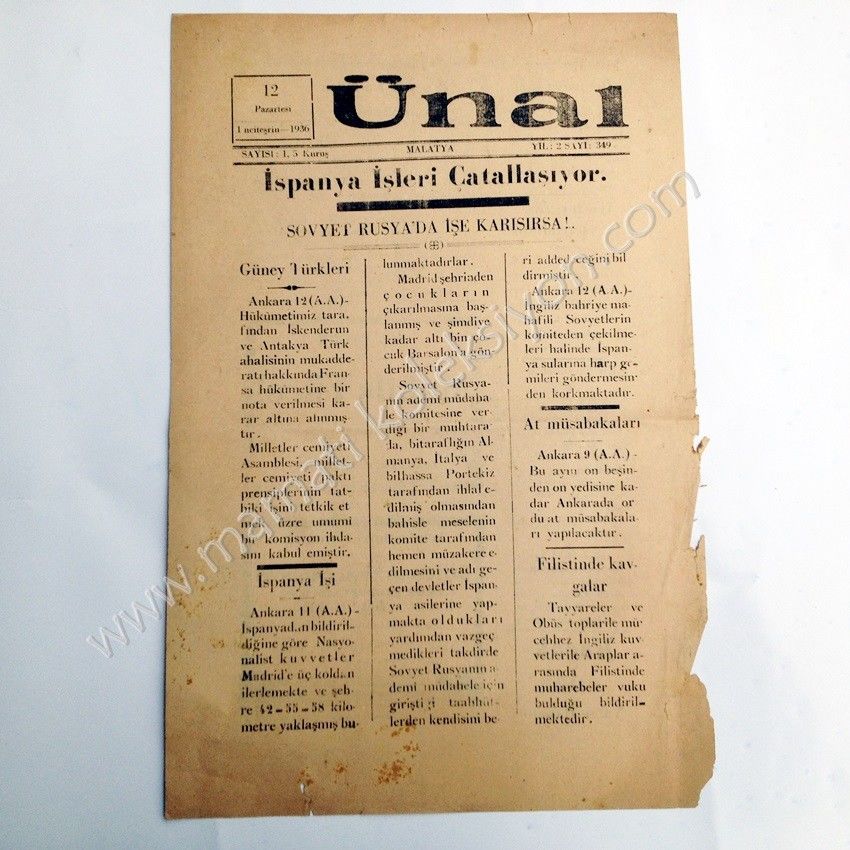 12
Pazartesi
1 nciteşrin—1936
Ünal
SAYISI: 1, 5 Kuruş
MALATYA
YIL: 2 SAYI: 349
İspanya İşleri Çatallaşıyor.
SOVYET RUSYA'DA İŞE KARISIRSA!.
Güney Türkleri
Ankara 12 (A.A.)-
Hükûmetimiz tara,
fından İskenderun
ve Antakya Türk
ahalisinin mukadde-
ratı hakkında Fran-
sa hükûmetine bir
nota verilmesi ka-
rar altına alınmış
tır.
Milletler cemiyeti
Asamblesi, millet-
ler cemiyeti paktı
prensiplerinin tat-
biki işini tetkik et
mek üzre umumi
bir komisyon ihda-
sını kabul emiştir.
İspanya İşi
Ankara 11 (A.A.)-
İspanyadan bildiril-
diğine göre Nasyo-
nalist kuvvetler
Madrid'e üç koldan
ilerlemekte ve şeh-
re 42-55-58 kilo-
metre yaklaşmış bu-
lunmaktadırlar.
Madrid şehrinden
çocukların
çıkarılmasına baş-
lanmış ve şimdiye
kadar altı bin ço-
cuk Barsalon'a gön-
derilmiştir.
Sovyet Rusya-
nın ademi müdaha-
le komitesine ver-
diği bir muhtara-
da, bitaraflığın Al-
manya, İtalya ve
bilhassa Portekiz
tarafından ihlal e-
dilmiş olmasından
bahisle meselenin
komite tarafından
hemen müzakere e-
dilmesini ve adı ge-
çen devletler İspan-
ya asilerine yap-
makta oldukları
yardımdan vazgeç
medikleri takdirde
Sovyet Rusyanın a-
demi müdahele için
giriştiği taahhüt-
lerden kendisini be-
ri addedeceğini bil
dirmiştir.
Ankara 12 (A.A.)-
İngiliz bahriye ma-
hafili Sovyetlerin
komiteden çekilme-
leri halinde İspan-
ya sularına harp ge-
mileri göndermesin-
den korkmaktadır.
At müsabakaları
Ankara 9 (A.A.)-
Bu ayın on beşin-
den on yedisine ka-
dar Ankarada or-
du at müsabakala-
rı yapılacaktır.
Filistinde kav-
galar
Tayyareler ve
Obüs toplarile mü-
cehhez İngiliz kuv-
vetlerile Araplar a-
rasında Filistinde
muharebeler vuku
bulduğu bildiril-
mektedir.
www.mamatikoleksiyon.com